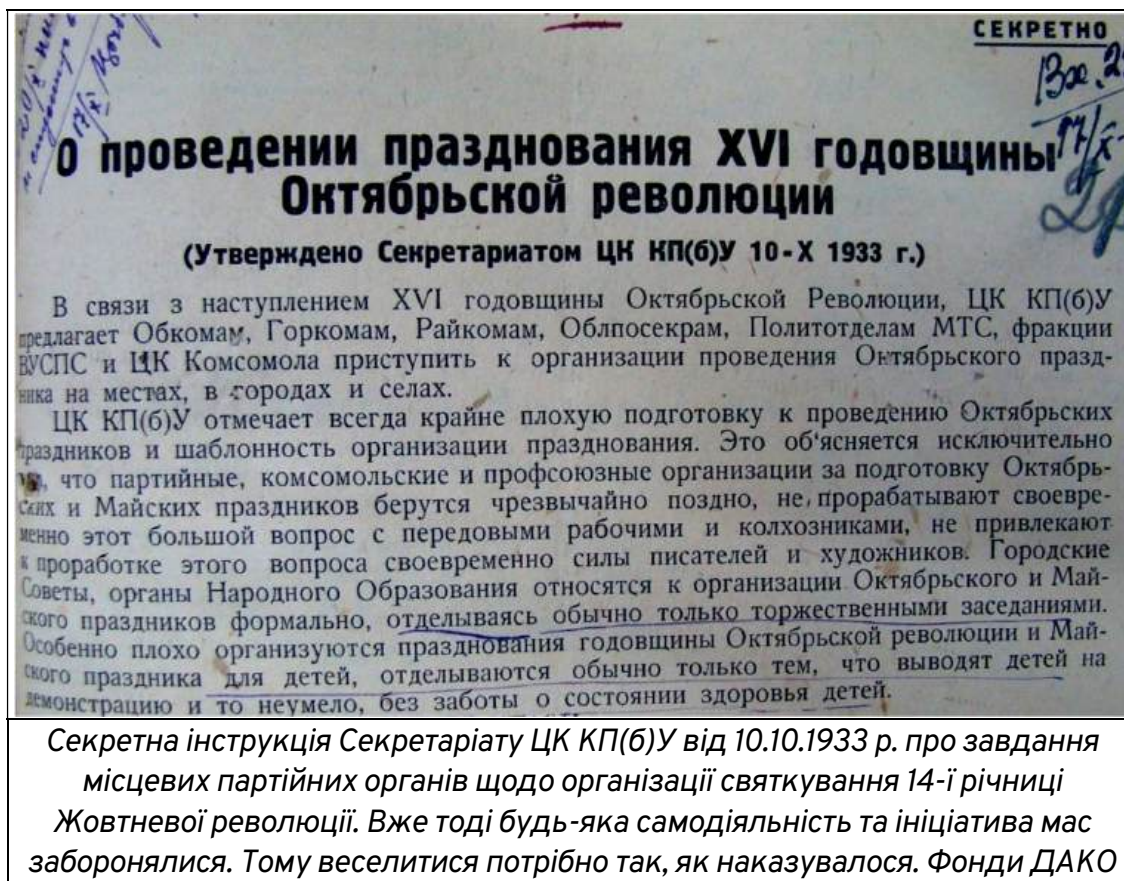 СЕКРЕТНО
17/X
О проведении празднования XVI годовщины
Октябрьской революции
(Утверждено Секретариатом ЦК КП(б)У 10-X 1933 г.)
В связи з наступлением XVI годовщины Октябрьской Революции, ЦК КП(б)У
предлагает Обкомам, Горкомам, Райкомам, Облпосекрам, Политотделам МТС, фракции
ВУСПС и ЦК Комсомола приступить к организации проведения Октябрьского празд-
ника на местах, в городах и селах.
ЦК КП(б)У отмечает всегда крайне плохую подготовку к проведению Октябрьских
праздников и шаблонность организации празднования. Это об'ясняется исключительно
что партийные, комсомольские и профсоюзные организации за подготовку Октябрь-
ских и Майских праздников берутся чрезвычайно поздно, не прорабатывают своевре-
менно этот большой вопрос с передовыми рабочими и колхозниками, не привлекают
к проработке этого вопроса своевременно силы писателей и художников. Городские
Советы, органы Народного Образования относятся к организации Октябрьского и Май-
ского праздников формально, отделываясь обычно только торжественными заседаниями.
Особенно плохо организуются празднования годовщины Октябрьской революции и Май-
ского праздника для детей, отделываются обычно только тем, что выводят детей на
демонстрацию и то неумело, без заботы о состоянии здоровья детей.
Секретна інструкція Секретаріату ЦК КП(б)У від 10.10.1933 р. про завдання
місцевих партійних органів щодо організації святкування 14-ї річниці
Жовтневої революції. Вже тоді будь-яка самодіяльність та ініціатива мас
заборонялися. Тому веселитися потрібно так, як наказувалося. Фонди ДАКО